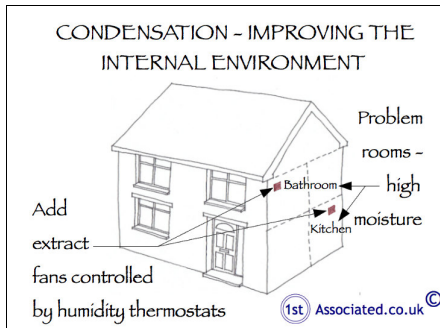 CONDENSATION - IMPROVING THE
INTERNAL ENVIRONMENT
Problem
rooms -
high
moisture
Bathroom
Kitchen
Add
extract
fans controlled
by humidity thermostats
1st Associated.co.uk ©